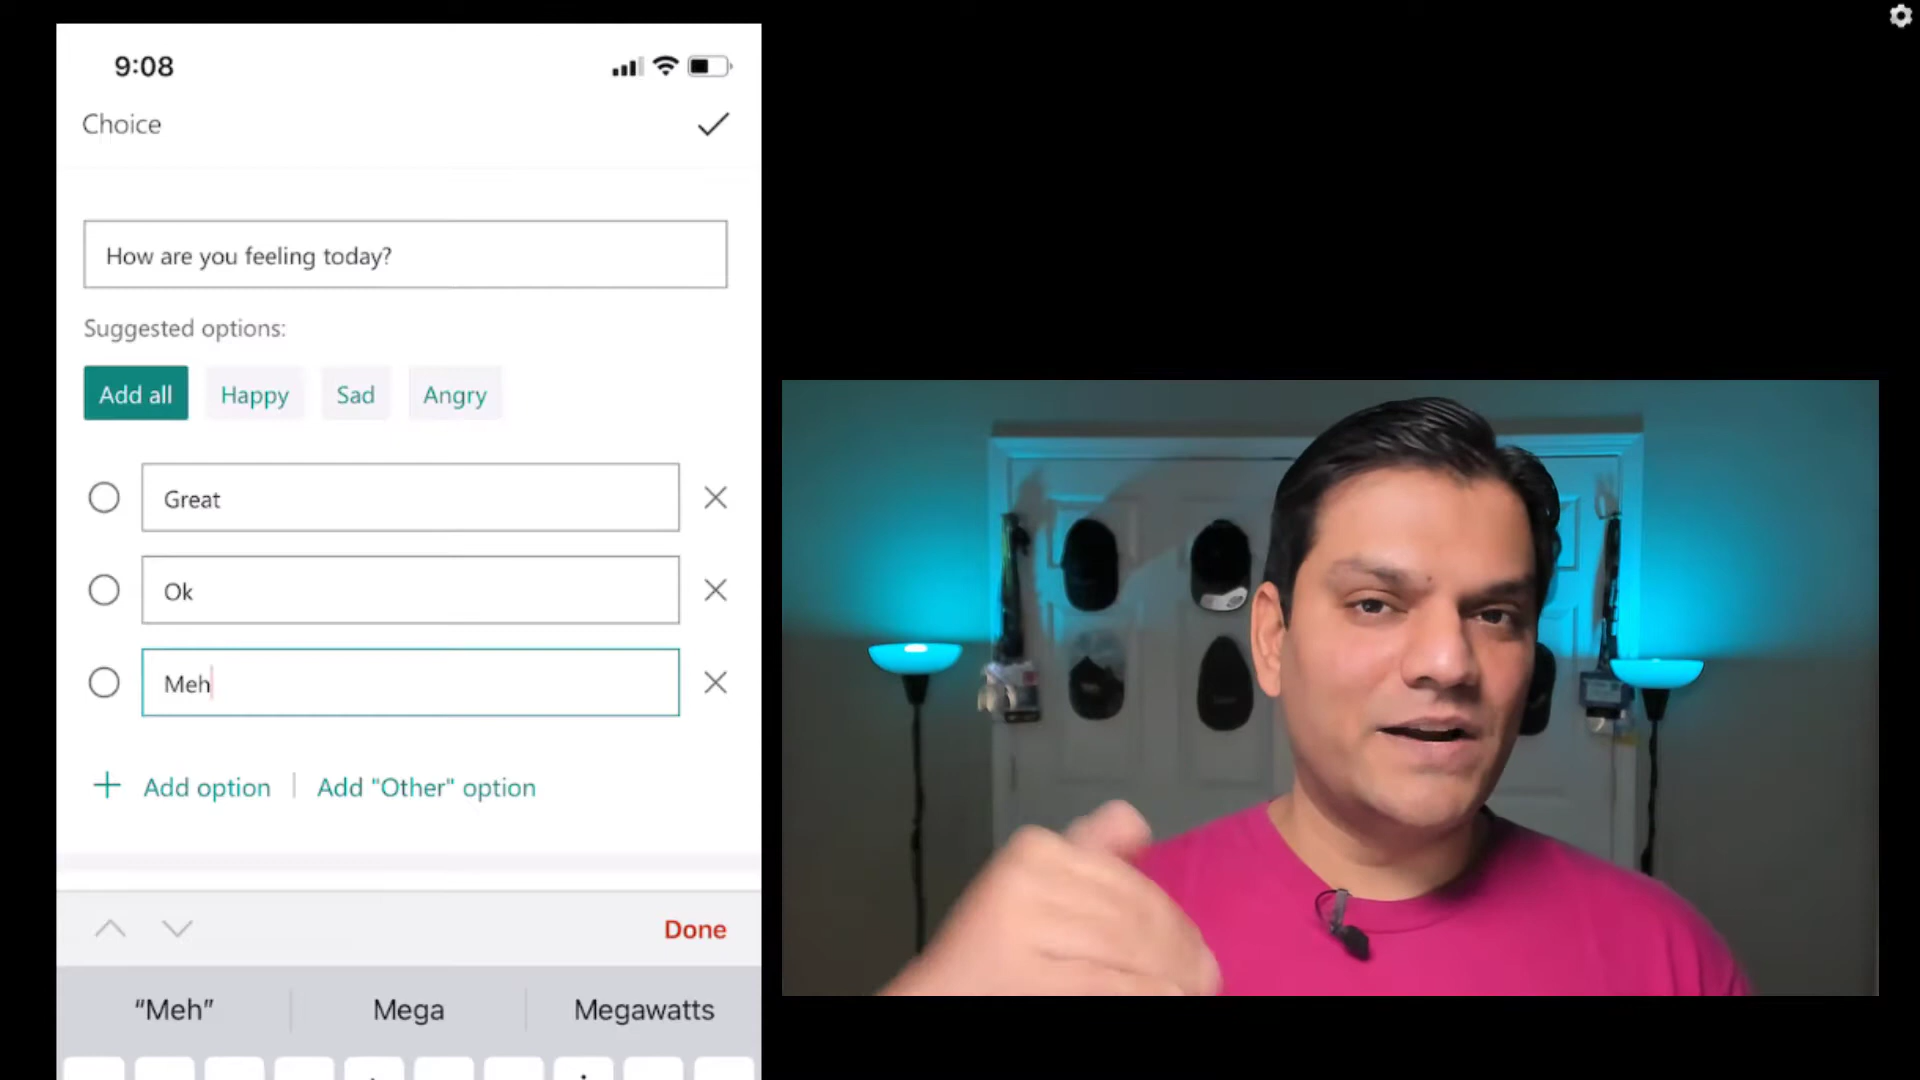 9:08
Choice
How are you feeling today?
Suggested options:
Add all Happy Sad Angry
Great
Ok
Meh
Add option Add "Other" option
Done
“Meh” Mega Megawatts